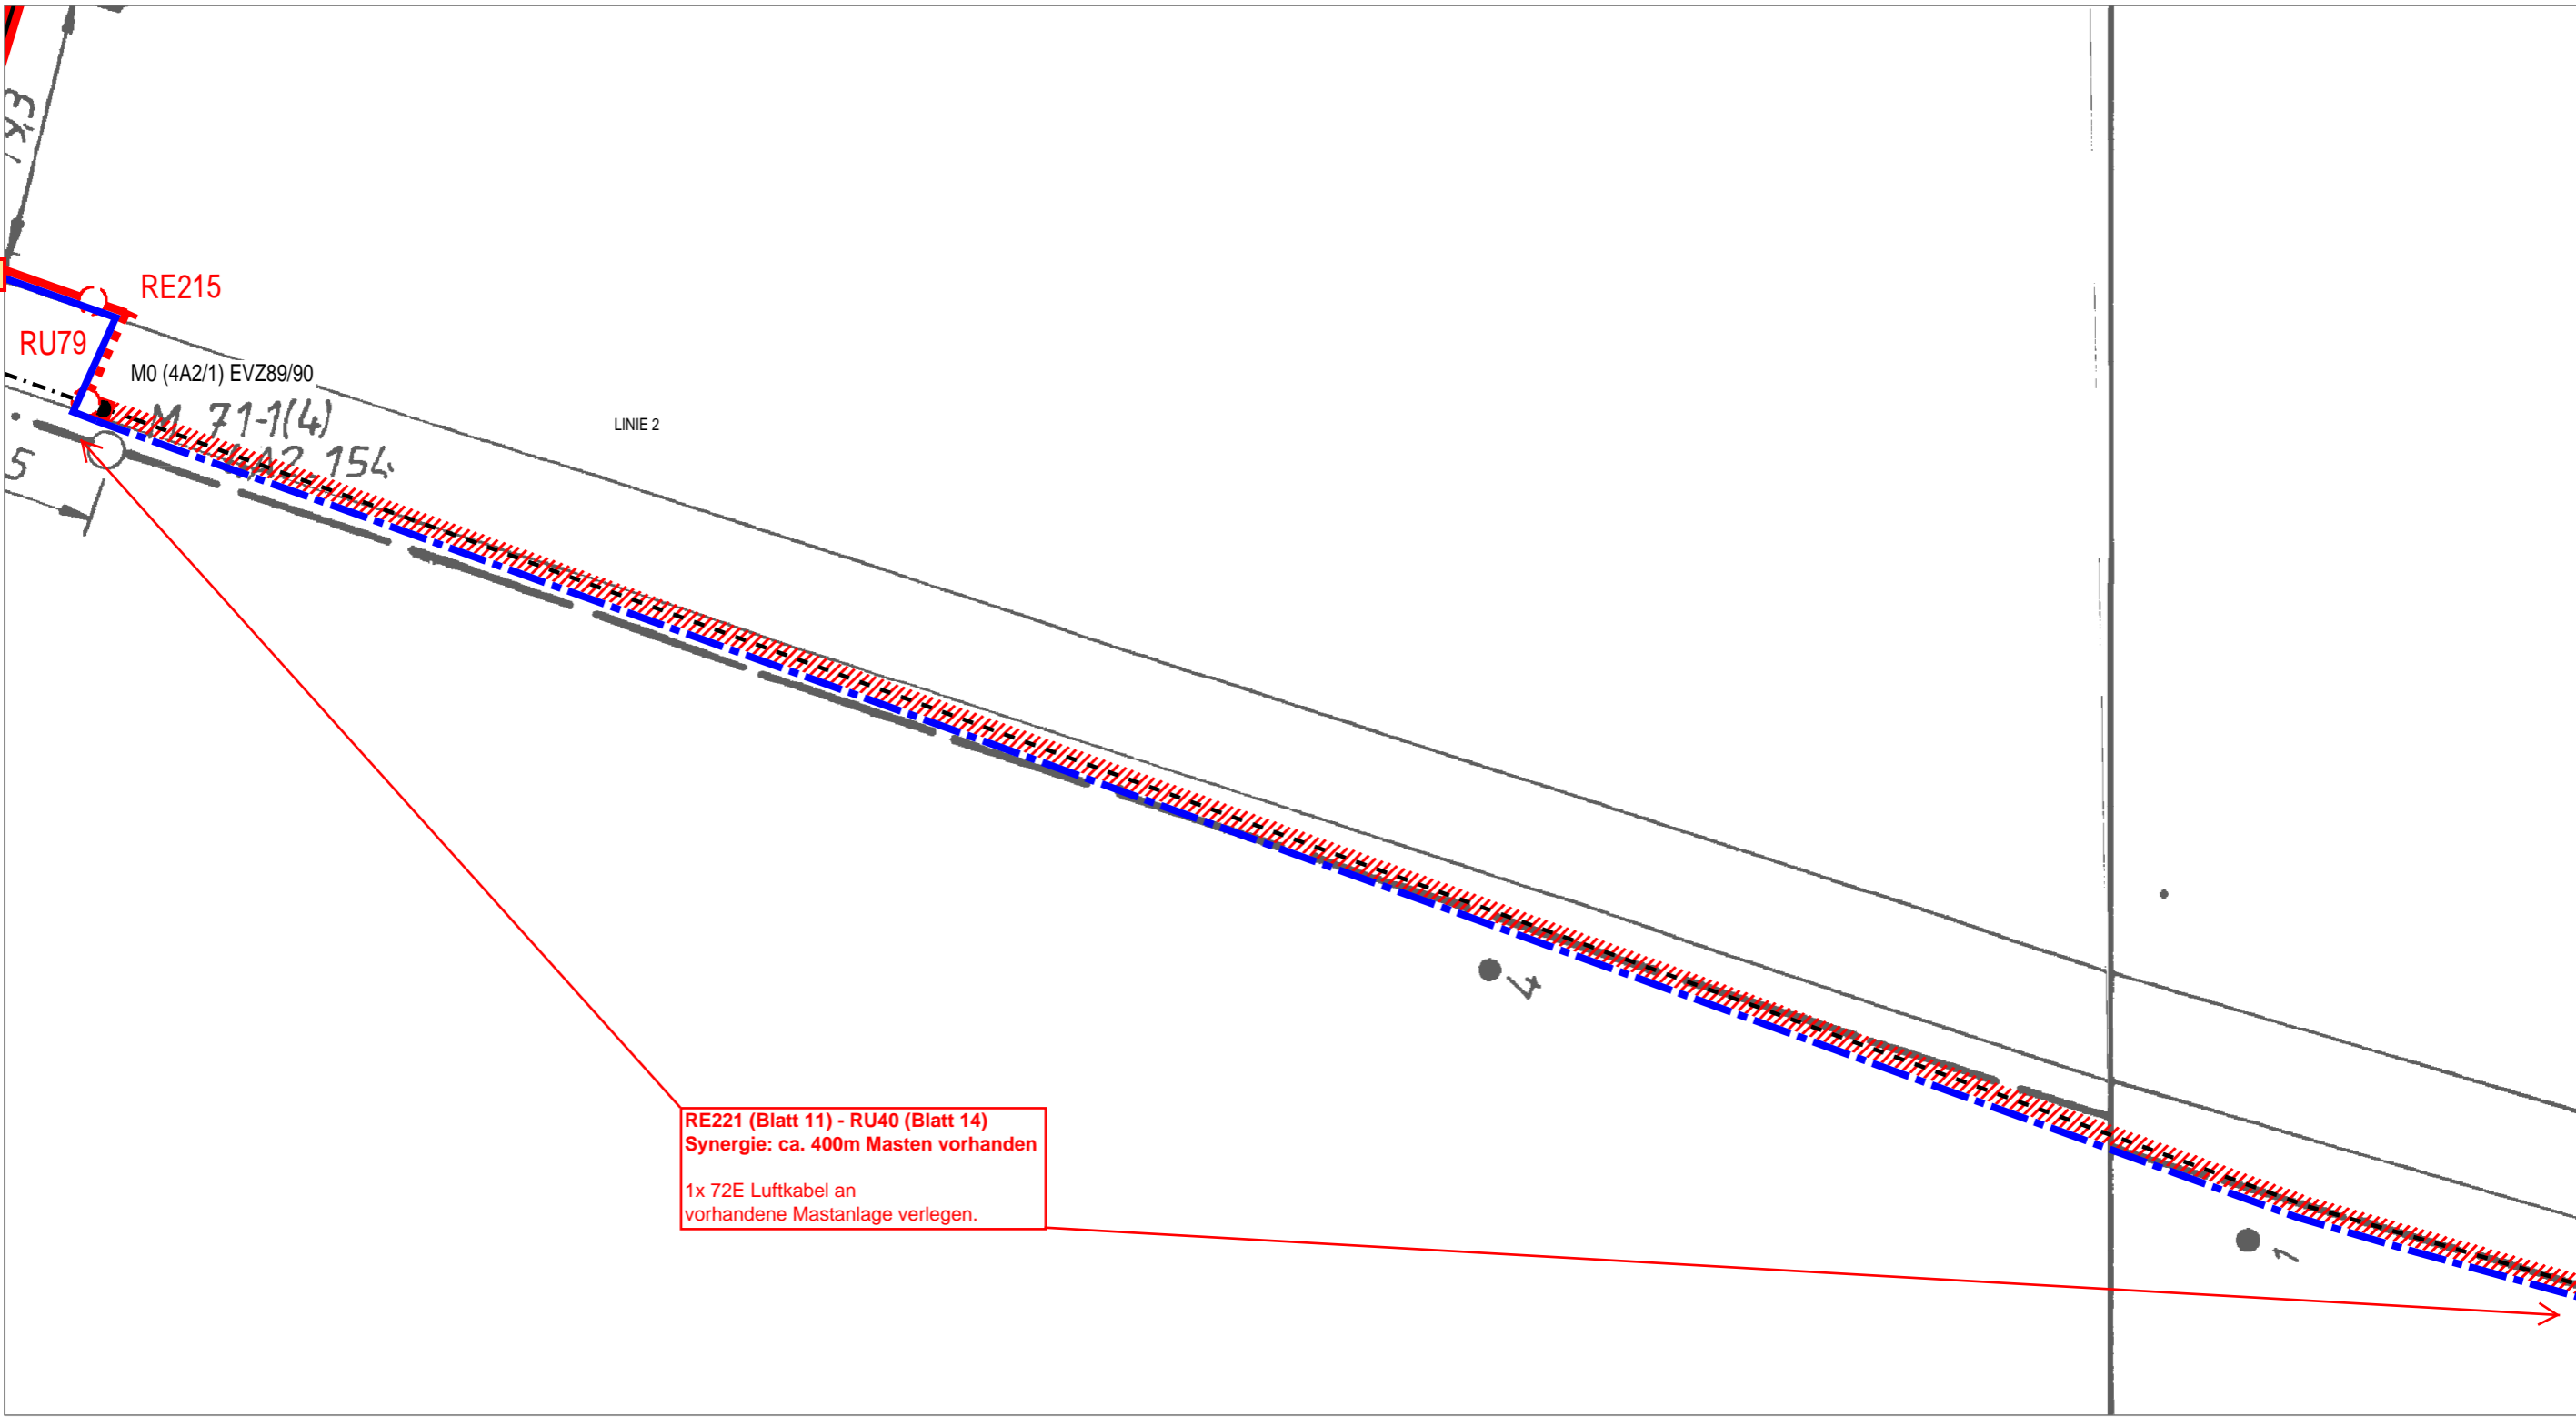 RE215
RU79
M0 (4A2/1) EVZ89/90
M 71-1(4)
4A2 154
5
LINIE 2
4
RE221 (Blatt 11) - RU40 (Blatt 14)
Synergie: ca. 400m Masten vorhanden
1x 72E Luftkabel an
vorhandene Mastanlage verlegen.
1